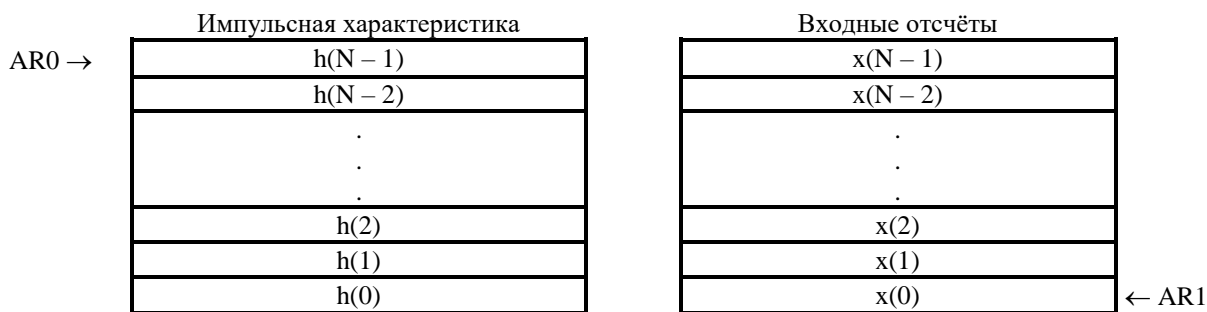 Импульсная характеристика Входные отсчёты
AR0 → h(N – 1) x(N – 1)
h(N – 2) x(N – 2)
. .
. .
. .
h(2) x(2)
h(1) x(1)
h(0) x(0) ← AR1